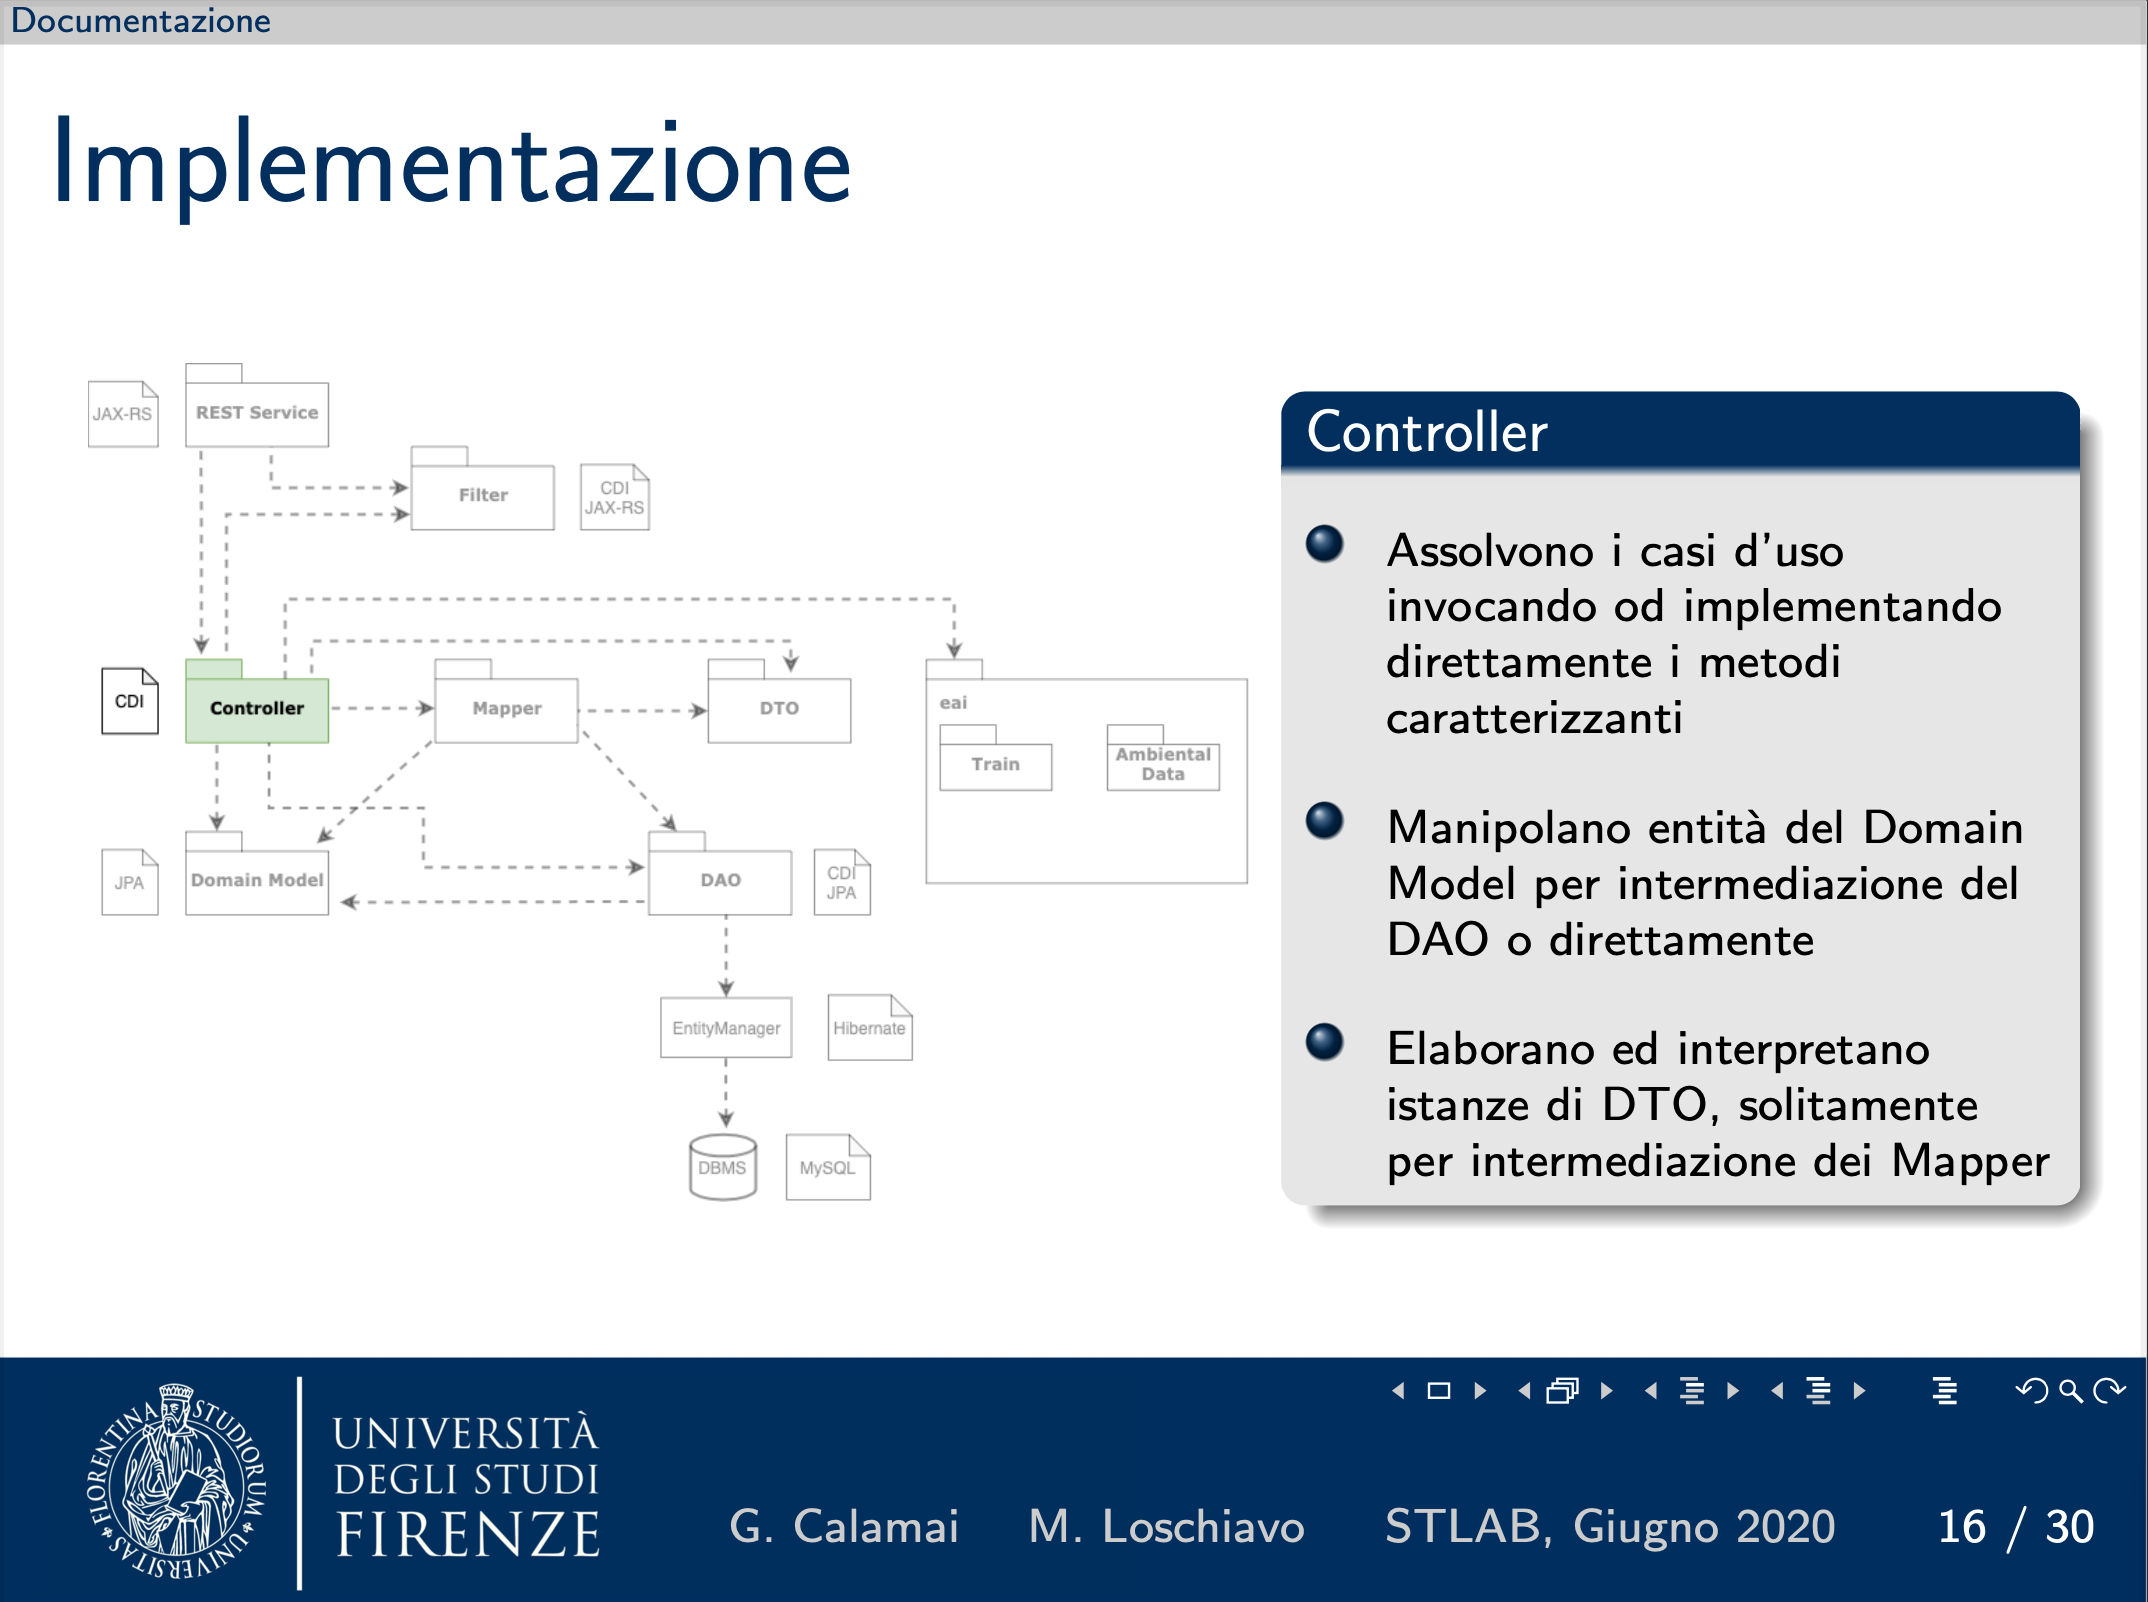 Documentazione
Implementazione
JAX-RS
REST Service
Filter
CDI
JAX-RS
CDI
Controller
Mapper
DTO
eai
Train
Ambiental
Data
JPA
Domain Model
DAO
CDI
JPA
EntityManager
Hibernate
DBMS
MySQL
Controller
Assolvono i casi d'uso
invocando od implementando
direttamente i metodi
caratterizzanti
Manipolano entità del Domain
Model per intermediazione del
DAO o direttamente
Elaborano ed interpretano
istanze di DTO, solitamente
per intermediazione dei Mapper
FLORENTINA STUDIORUM UNIVERSITAS
UNIVERSITÀ
DEGLI STUDI
FIRENZE
G. Calamai M. Loschiavo STLAB, Giugno 2020 16 / 30